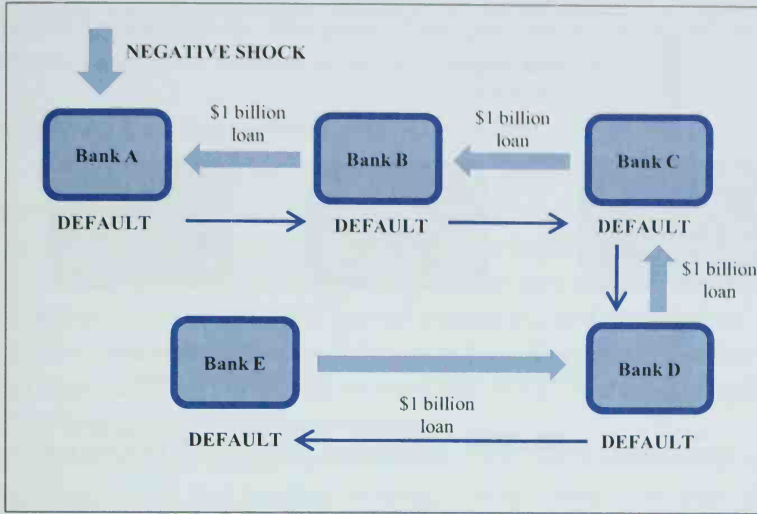 NEGATIVE SHOCK
$1 billion
loan
$1 billion
loan
Bank A
Bank B
Bank C
DEFAULT
DEFAULT
DEFAULT
$1 billion
loan
Bank E
Bank D
$1 billion
loan
DEFAULT
DEFAULT